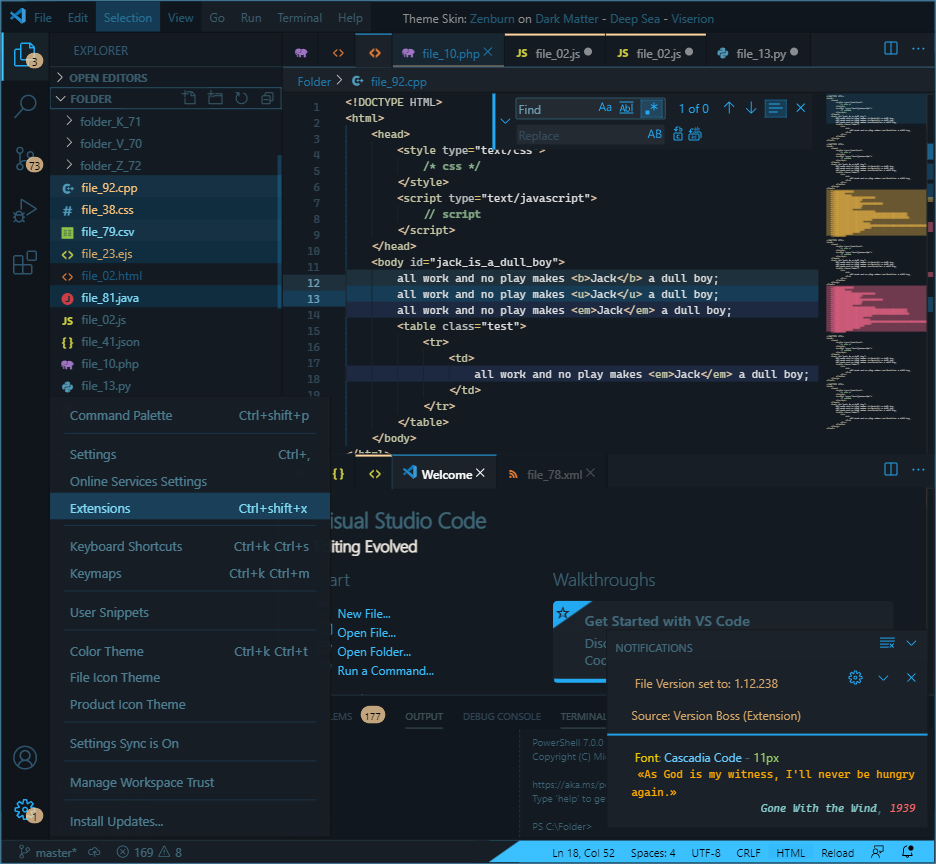 File Edit Selection View Go Run Terminal Help Theme Skin: Zenburn on Dark Matter - Deep Sea - Viserion
EXPLORER
file_10.php
JS file_02.js
JS file_02.js
file_13.py
3
OPEN EDITORS
Folder > file_92.cpp
FOLDER
folder_K_71
folder_V_70
folder_Z_72
file_92.cpp
# file_38.css
file_79.csv
<> file_23.ejs
<> file_02.html
file_81.java
JS file_02.js
{} file_41.json
file_10.php
file_13.py
73
1 <!DOCTYPE HTML>
2 <html>
3 <head>
4 <style type="text/css">
5 /* css */
6 </style>
7 <script type="text/javascript">
8 // script
9 </script>
10 </head>
11 <body id="jack_is_a_dull_boy">
12 all work and no play makes <b>Jack</b> a dull boy;
13 all work and no play makes <u>Jack</u> a dull boy;
14 all work and no play makes <em>Jack</em> a dull boy;
15 <table class="test">
16 <tr>
17 <td>
18 all work and no play makes <em>Jack</em> a dull boy;
19 </td>
</tr>
</table>
</body>
</html>
Find Aa Ab .* 1 of 0
Replace AB
Command Palette Ctrl+shift+p
Settings Ctrl+,
Online Services Settings
Extensions Ctrl+shift+x
Keyboard Shortcuts Ctrl+k Ctrl+s
Keymaps Ctrl+k Ctrl+m
User Snippets
Color Theme Ctrl+k Ctrl+t
File Icon Theme
Product Icon Theme
Settings Sync is On
Manage Workspace Trust
Install Updates...
1
{} <> Welcome file_78.xml
isual Studio Code
iting Evolved
art
New File...
Open File...
Open Folder...
Run a Command...
Walkthroughs
Get Started with VS Code
Disc
Coc
LEMS 177 OUTPUT DEBUG CONSOLE TERMINAL
PowerShell 7.0.0
Copyright (C) Mi
https://aka.ms/p
Type 'help' to ge
PS C:\Folder>
NOTIFICATIONS
File Version set to: 1.12.238
Source: Version Boss (Extension)
Font: Cascadia Code - 11px
«As God is my witness, I'll never be hungry
again.»
Gone With the Wind, 1939
master* 169 8 Ln 18, Col 52 Spaces: 4 UTF-8 CRLF HTML Reload